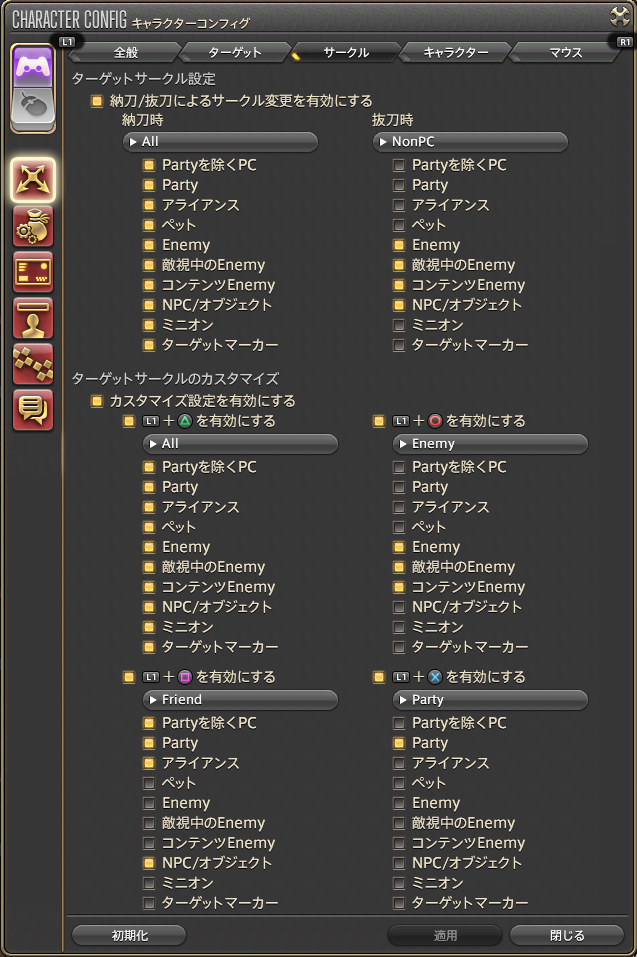 CHARACTER CONFIG キャラクターコンフィグ
L1 全般 ターゲット サークル キャラクター マウス R1
ターゲットサークル設定
納刀/抜刀によるサークル変更を有効にする
納刀時
All
Partyを除くPC
Party
アライアンス
ペット
Enemy
敵視中のEnemy
コンテンツEnemy
NPC/オブジェクト
ミニオン
ターゲットマーカー
抜刀時
NonPC
Partyを除くPC
Party
アライアンス
ペット
Enemy
敵視中のEnemy
コンテンツEnemy
NPC/オブジェクト
ミニオン
ターゲットマーカー
ターゲットサークルのカスタマイズ
カスタマイズ設定を有効にする
L1+△を有効にする
All
Partyを除くPC
Party
アライアンス
ペット
Enemy
敵視中のEnemy
コンテンツEnemy
NPC/オブジェクト
ミニオン
ターゲットマーカー
L1+○を有効にする
Enemy
Partyを除くPC
Party
アライアンス
ペット
Enemy
敵視中のEnemy
コンテンツEnemy
NPC/オブジェクト
ミニオン
ターゲットマーカー
L1+□を有効にする
Friend
Partyを除くPC
Party
アライアンス
ペット
Enemy
敵視中のEnemy
コンテンツEnemy
NPC/オブジェクト
ミニオン
ターゲットマーカー
L1+×を有効にする
Party
Partyを除くPC
Party
アライアンス
ペット
Enemy
敵視中のEnemy
コンテンツEnemy
NPC/オブジェクト
ミニオン
ターゲットマーカー
初期化 適用 閉じる